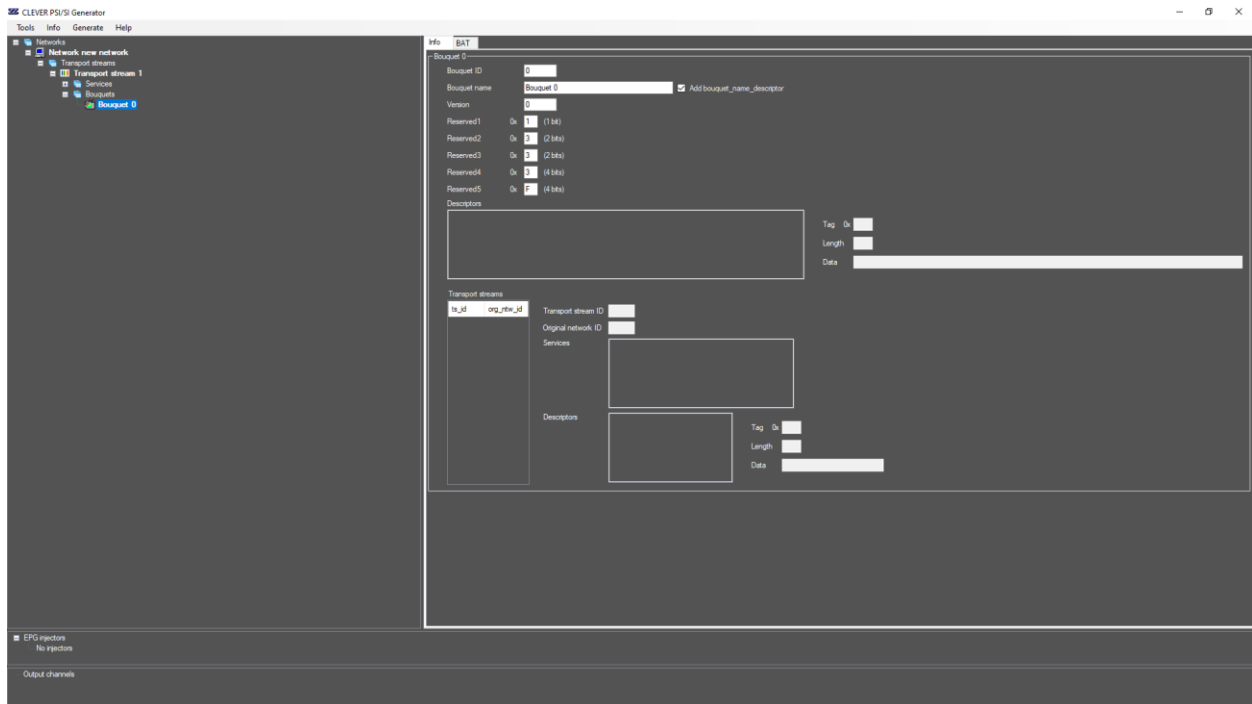 CLEVER PSI/SI Generator
Tools Info Generate Help
Networks
Network new network
Transport streams
Transport stream 1
Services
Bouquets
Bouquet 0
Info BAT
Bouquet 0
Bouquet ID 0
Bouquet name Bouquet 0 Add bouquet_name_descriptor
Version 0
Reserved1 0x 1 (1 bit)
Reserved2 0x 3 (2 bits)
Reserved3 0x 3 (2 bits)
Reserved4 0x 3 (4 bits)
Reserved5 0x F (4 bits)
Descriptors
Tag 0x
Length
Data
Transport streams
ts_id org_ntw_id
Transport stream ID
Original network ID
Services
Descriptors
Tag 0x
Length
Data
EPG injectors
No injectors
Output channels